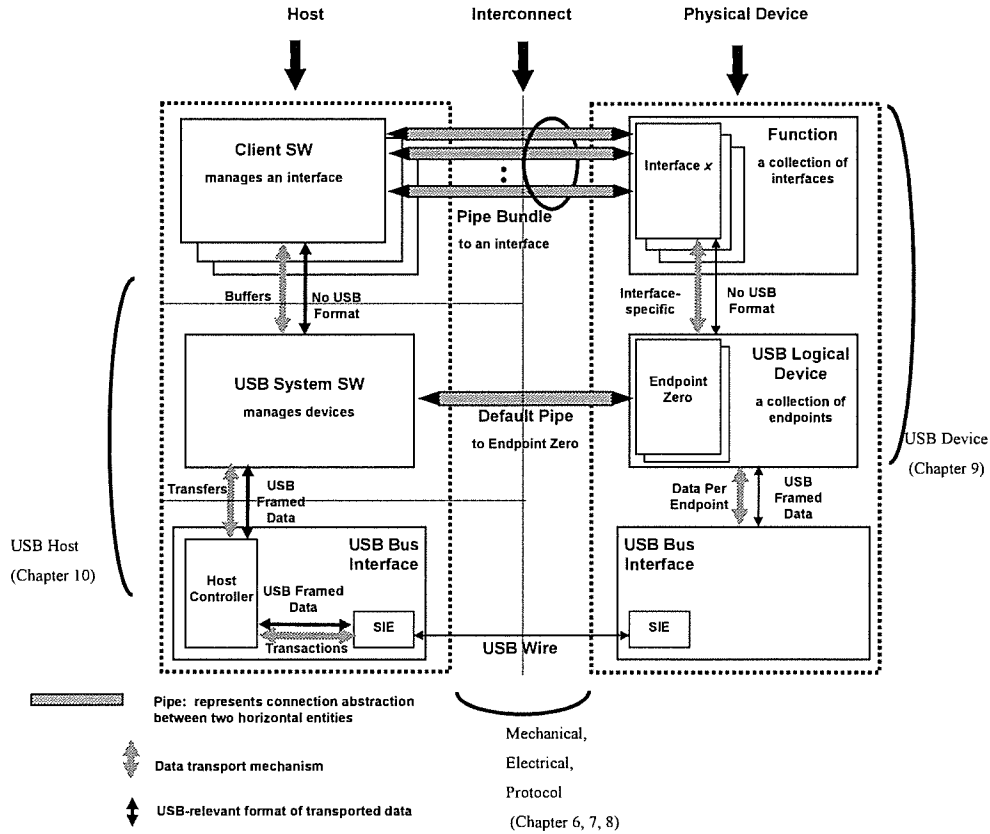 Host
Interconnect
Physical Device
Client SW
manages an interface
Pipe Bundle
to an interface
Interface x
Function
a collection of
interfaces
Buffers
No USB
Format
Interface-
specific
No USB
Format
USB System SW
manages devices
Default Pipe
to Endpoint Zero
Endpoint
Zero
USB Logical
Device
a collection of
endpoints
USB Device
(Chapter 9)
Transfers
USB
Framed
Data
Data Per
Endpoint
USB
Framed
Data
USB Host
(Chapter 10)
USB Bus
Interface
Host
Controller
USB Framed
Data
Transactions
SIE
USB Wire
USB Bus
Interface
SIE
Pipe: represents connection abstraction
between two horizontal entities
Data transport mechanism
USB-relevant format of transported data
Mechanical,
Electrical,
Protocol
(Chapter 6, 7, 8)